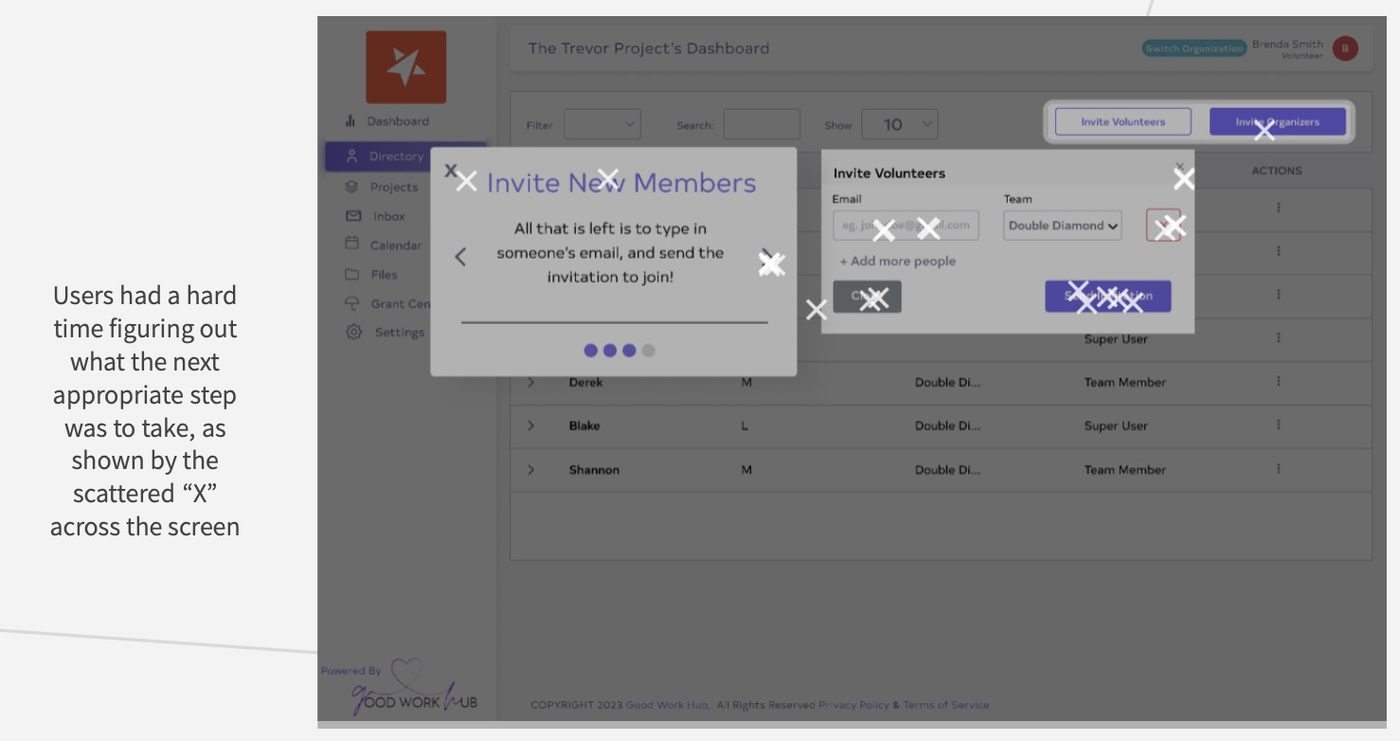 Users had a hard
time figuring out
what the next
appropriate step
was to take, as
shown by the
scattered “X”
across the screen
The Trevor Project's Dashboard
Switch Organization
Brenda Smith
Volunteer
B
Dashboard
Directory
Projects
Inbox
Calendar
Files
Grant Cen
Settings
Filter
Search:
Show
10
Invite Volunteers
Invite Organizers
ACTIONS
X
Invite New Members
All that is left is to type in
someone's email, and send the
invitation to join!
Invite Volunteers
×
Email
Team
Double Diamond
+ Add more people
Super User
Derek M Double Di... Team Member
Blake L Double Di... Super User
Shannon M Double Di... Team Member
Powered By
GOOD WORK HUB
COPYRIGHT 2023 Good Work Hub,. All Rights Reserved Privacy Policy & Terms of Service